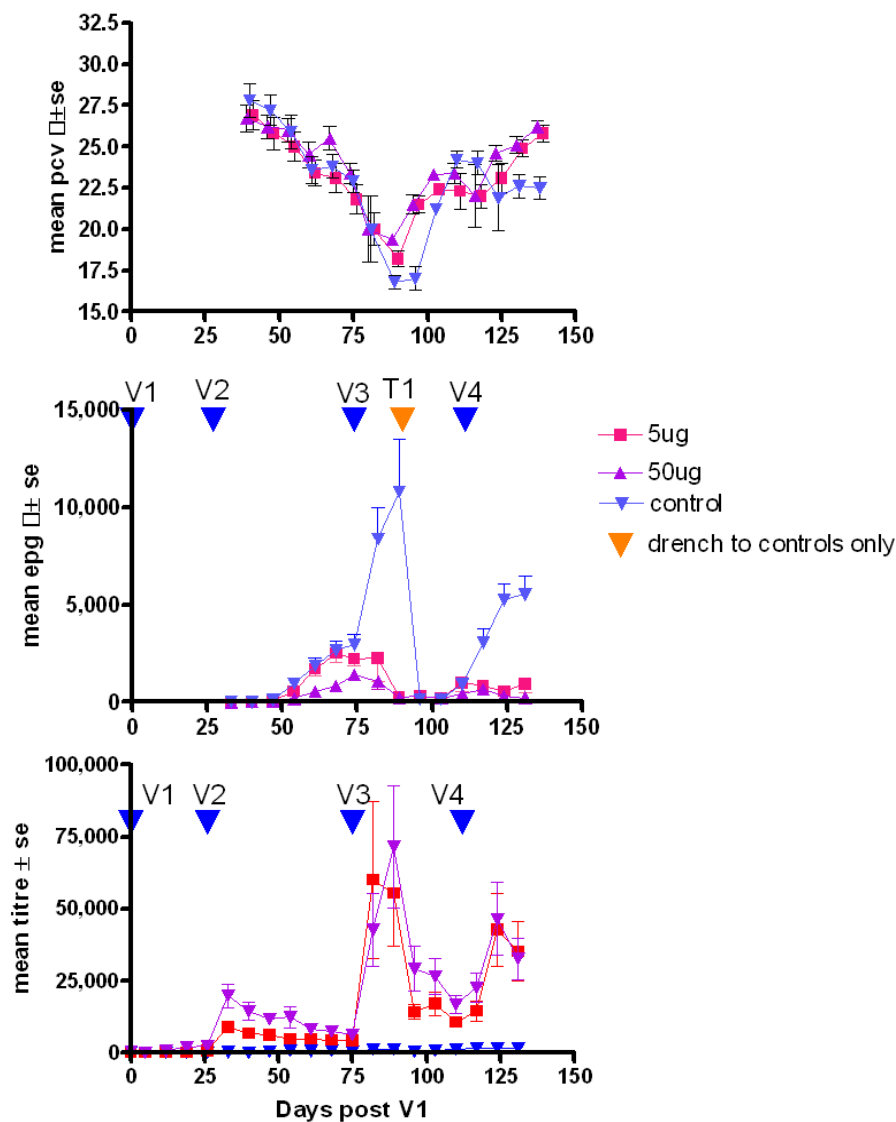 32.5
30.0
27.5
25.0
22.5
20.0
17.5
15.0
mean pcv □±se
0 25 50 75 100 125 150
V1 V2 V3 T1 V4
15,000
10,000
5,000
0
mean epg □± se
0 25 50 75 100 125 150
5ug
50ug
control
drench to controls only
100,000
75,000
50,000
25,000
0
mean titre ± se
V1 V2 V3 V4
0 25 50 75 100 125 150
Days post V1